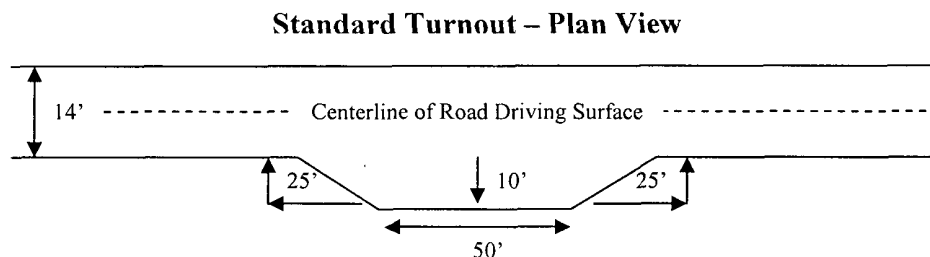 Standard Turnout – Plan View
14'
Centerline of Road Driving Surface
25'
10'
25'
50'